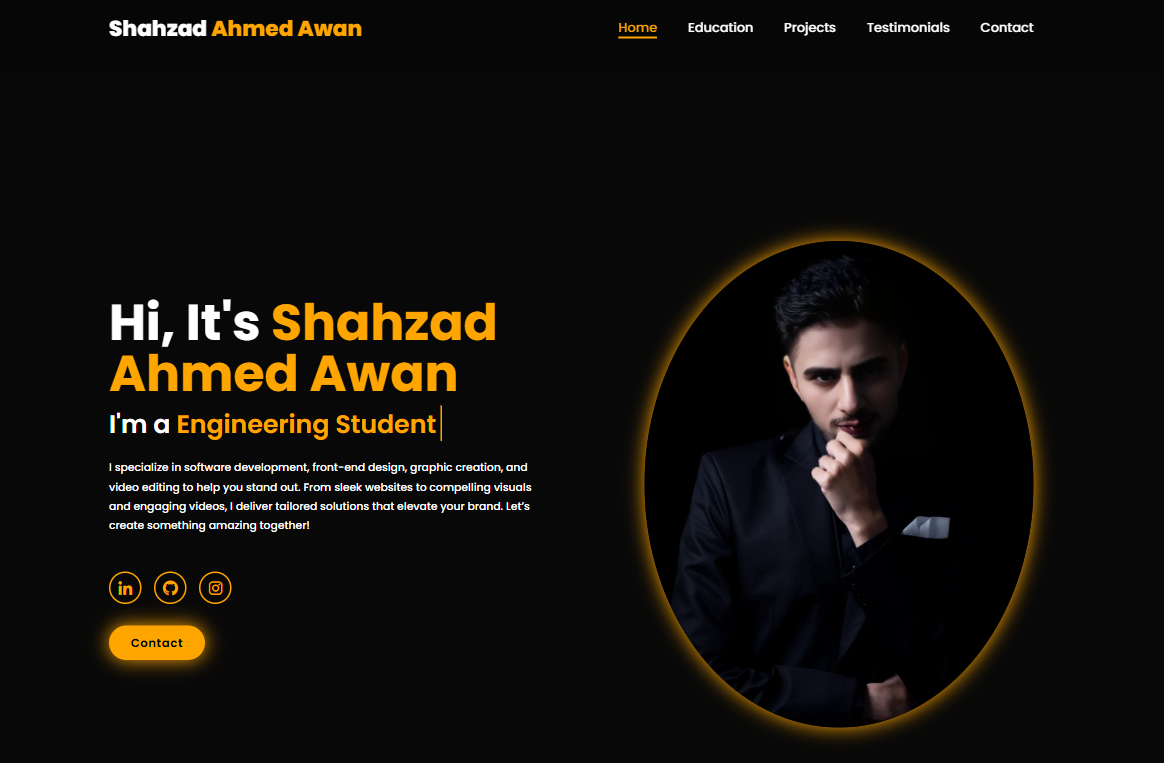 Shahzad Ahmed Awan
Home Education Projects Testimonials Contact
Hi, It's Shahzad
Ahmed Awan
I'm a Engineering Student
I specialize in software development, front-end design, graphic creation, and
video editing to help you stand out. From sleek websites to compelling visuals
and engaging videos, I deliver tailored solutions that elevate your brand. Let's
create something amazing together!
in
Contact